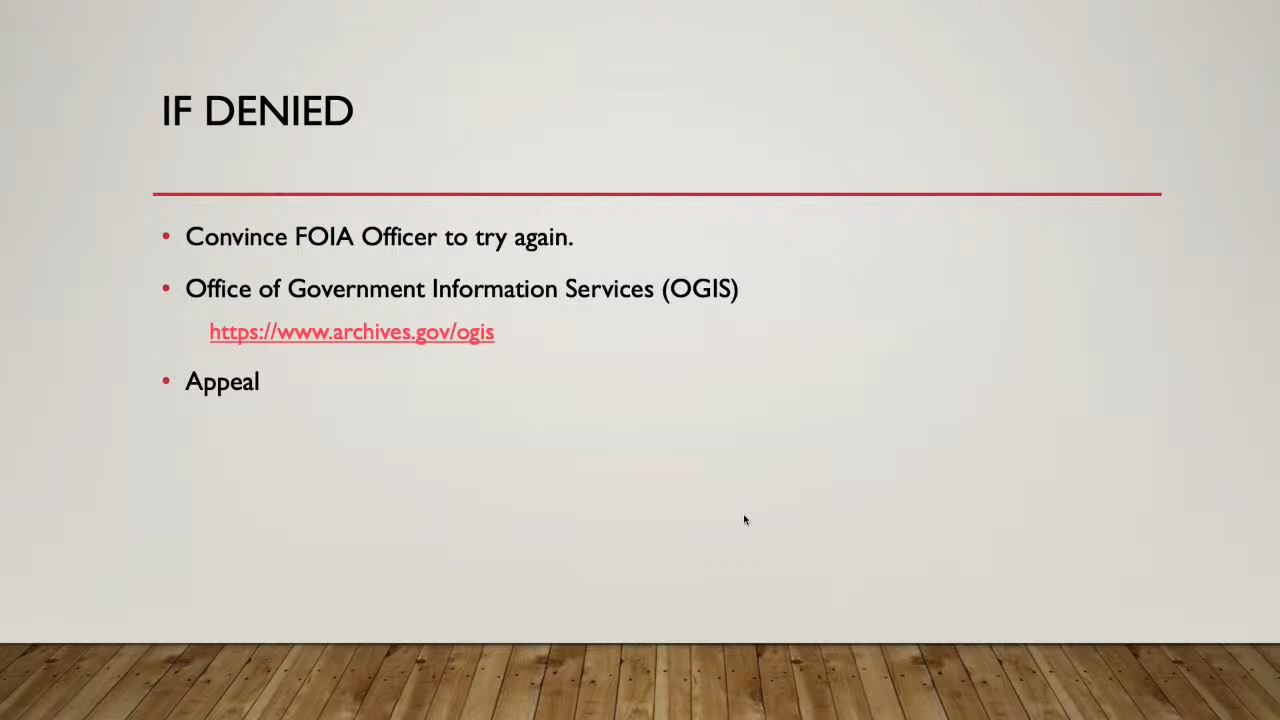 IF DENIED
• Convince FOIA Officer to try again.
• Office of Government Information Services (OGIS)
https://www.archives.gov/ogis
• Appeal